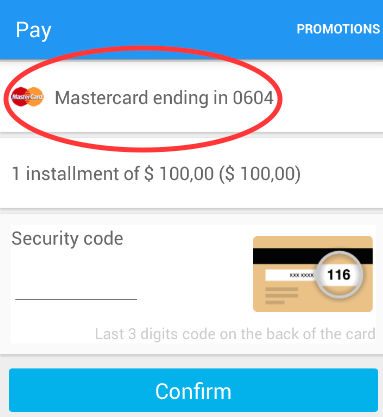 Pay
PROMOTIONS
MasterCard
Mastercard ending in 0604
1 installment of $ 100,00 ($ 100,00)
Security code
xxx xxxx
116
Last 3 digits code on the back of the card
Confirm